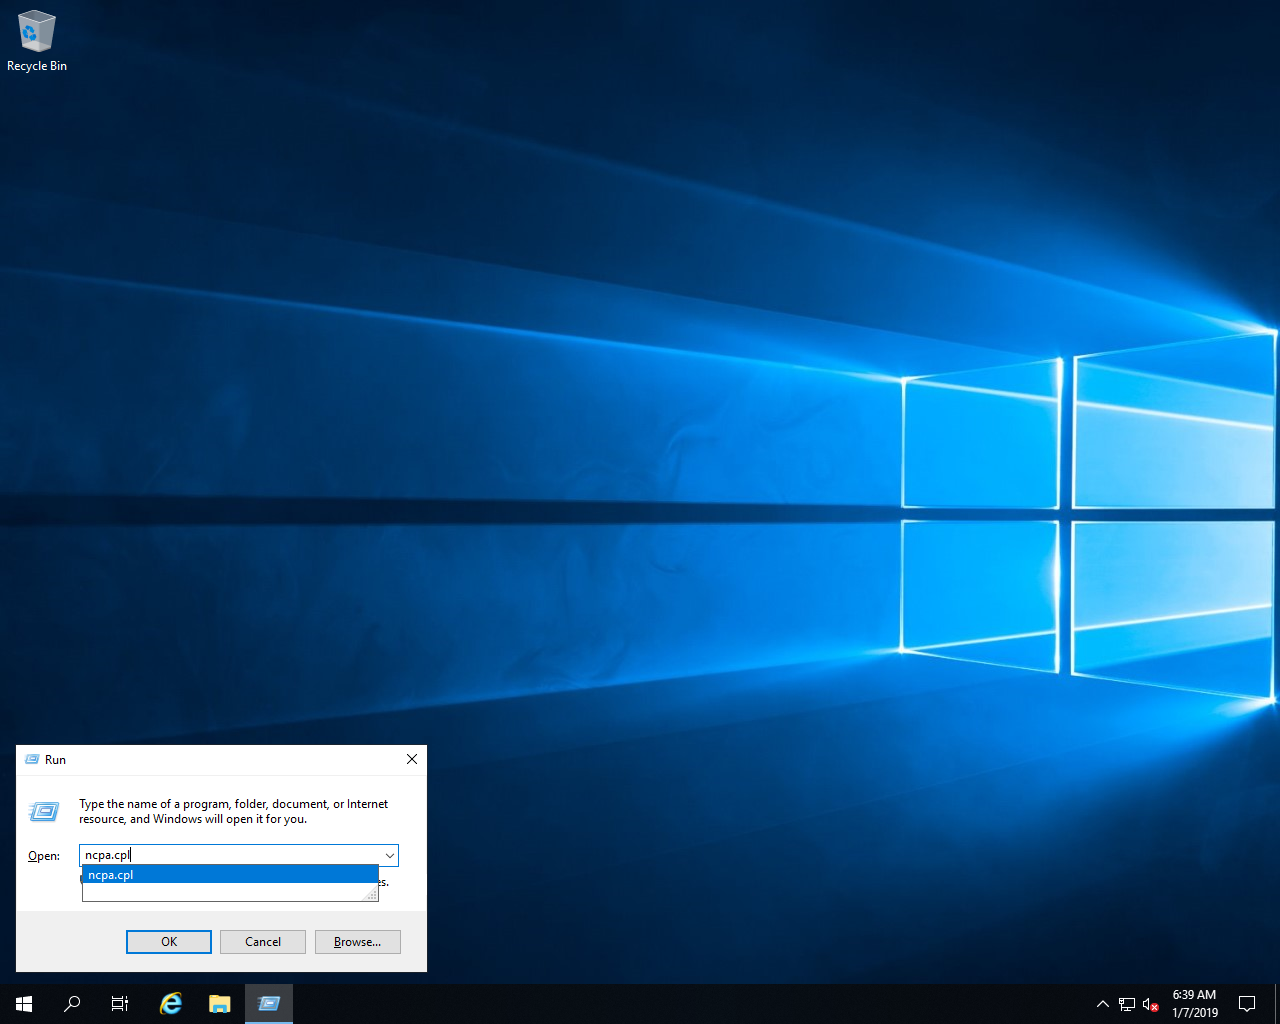 Recycle Bin
Run
Type the name of a program, folder, document, or Internet
resource, and Windows will open it for you.
Open:
ncpa.cpl
ncpa.cpl
OK
Cancel
Browse...
6:39 AM
1/7/2019